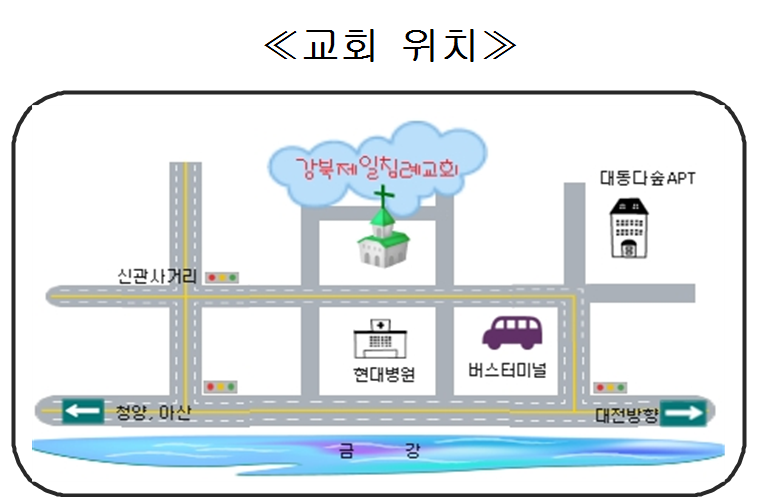 ≪교회 위치≫
강북제일침례교회
대동다숲APT
신관사거리
현대병원
버스터미널
청양, 아산
대전방향
금 강